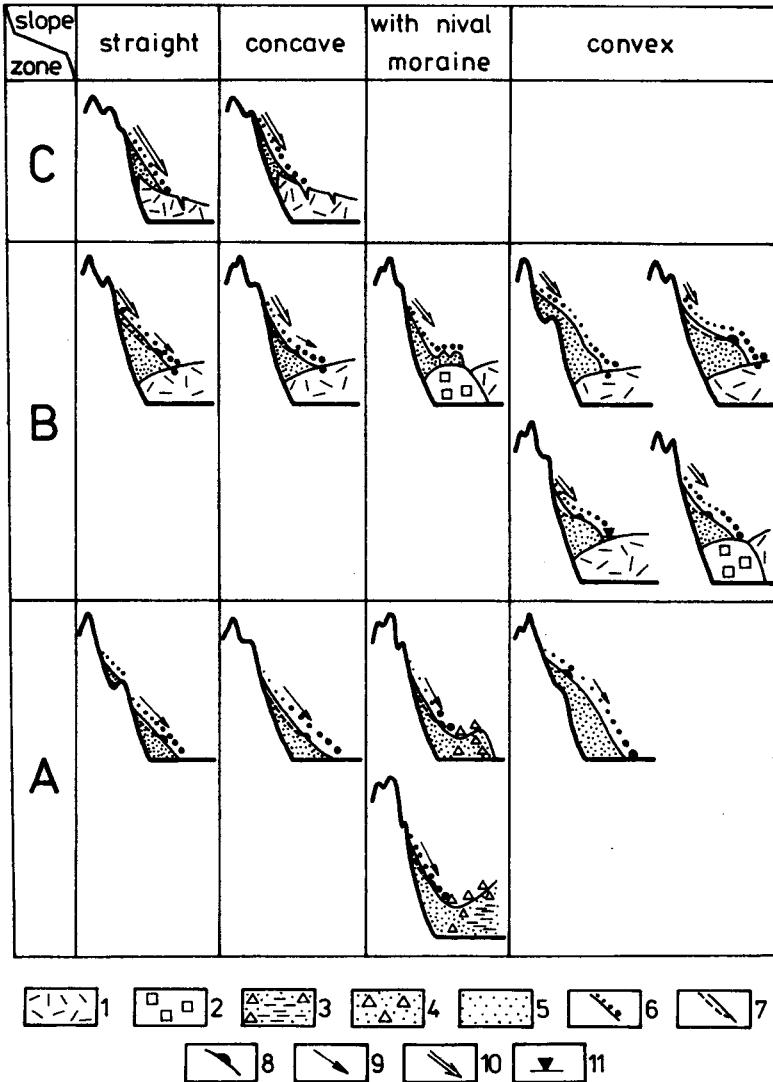 slope
zone
straight
concave
with nival
moraine
convex
C
B
A
1 2 3 4 5 6 7
8 9 10 11